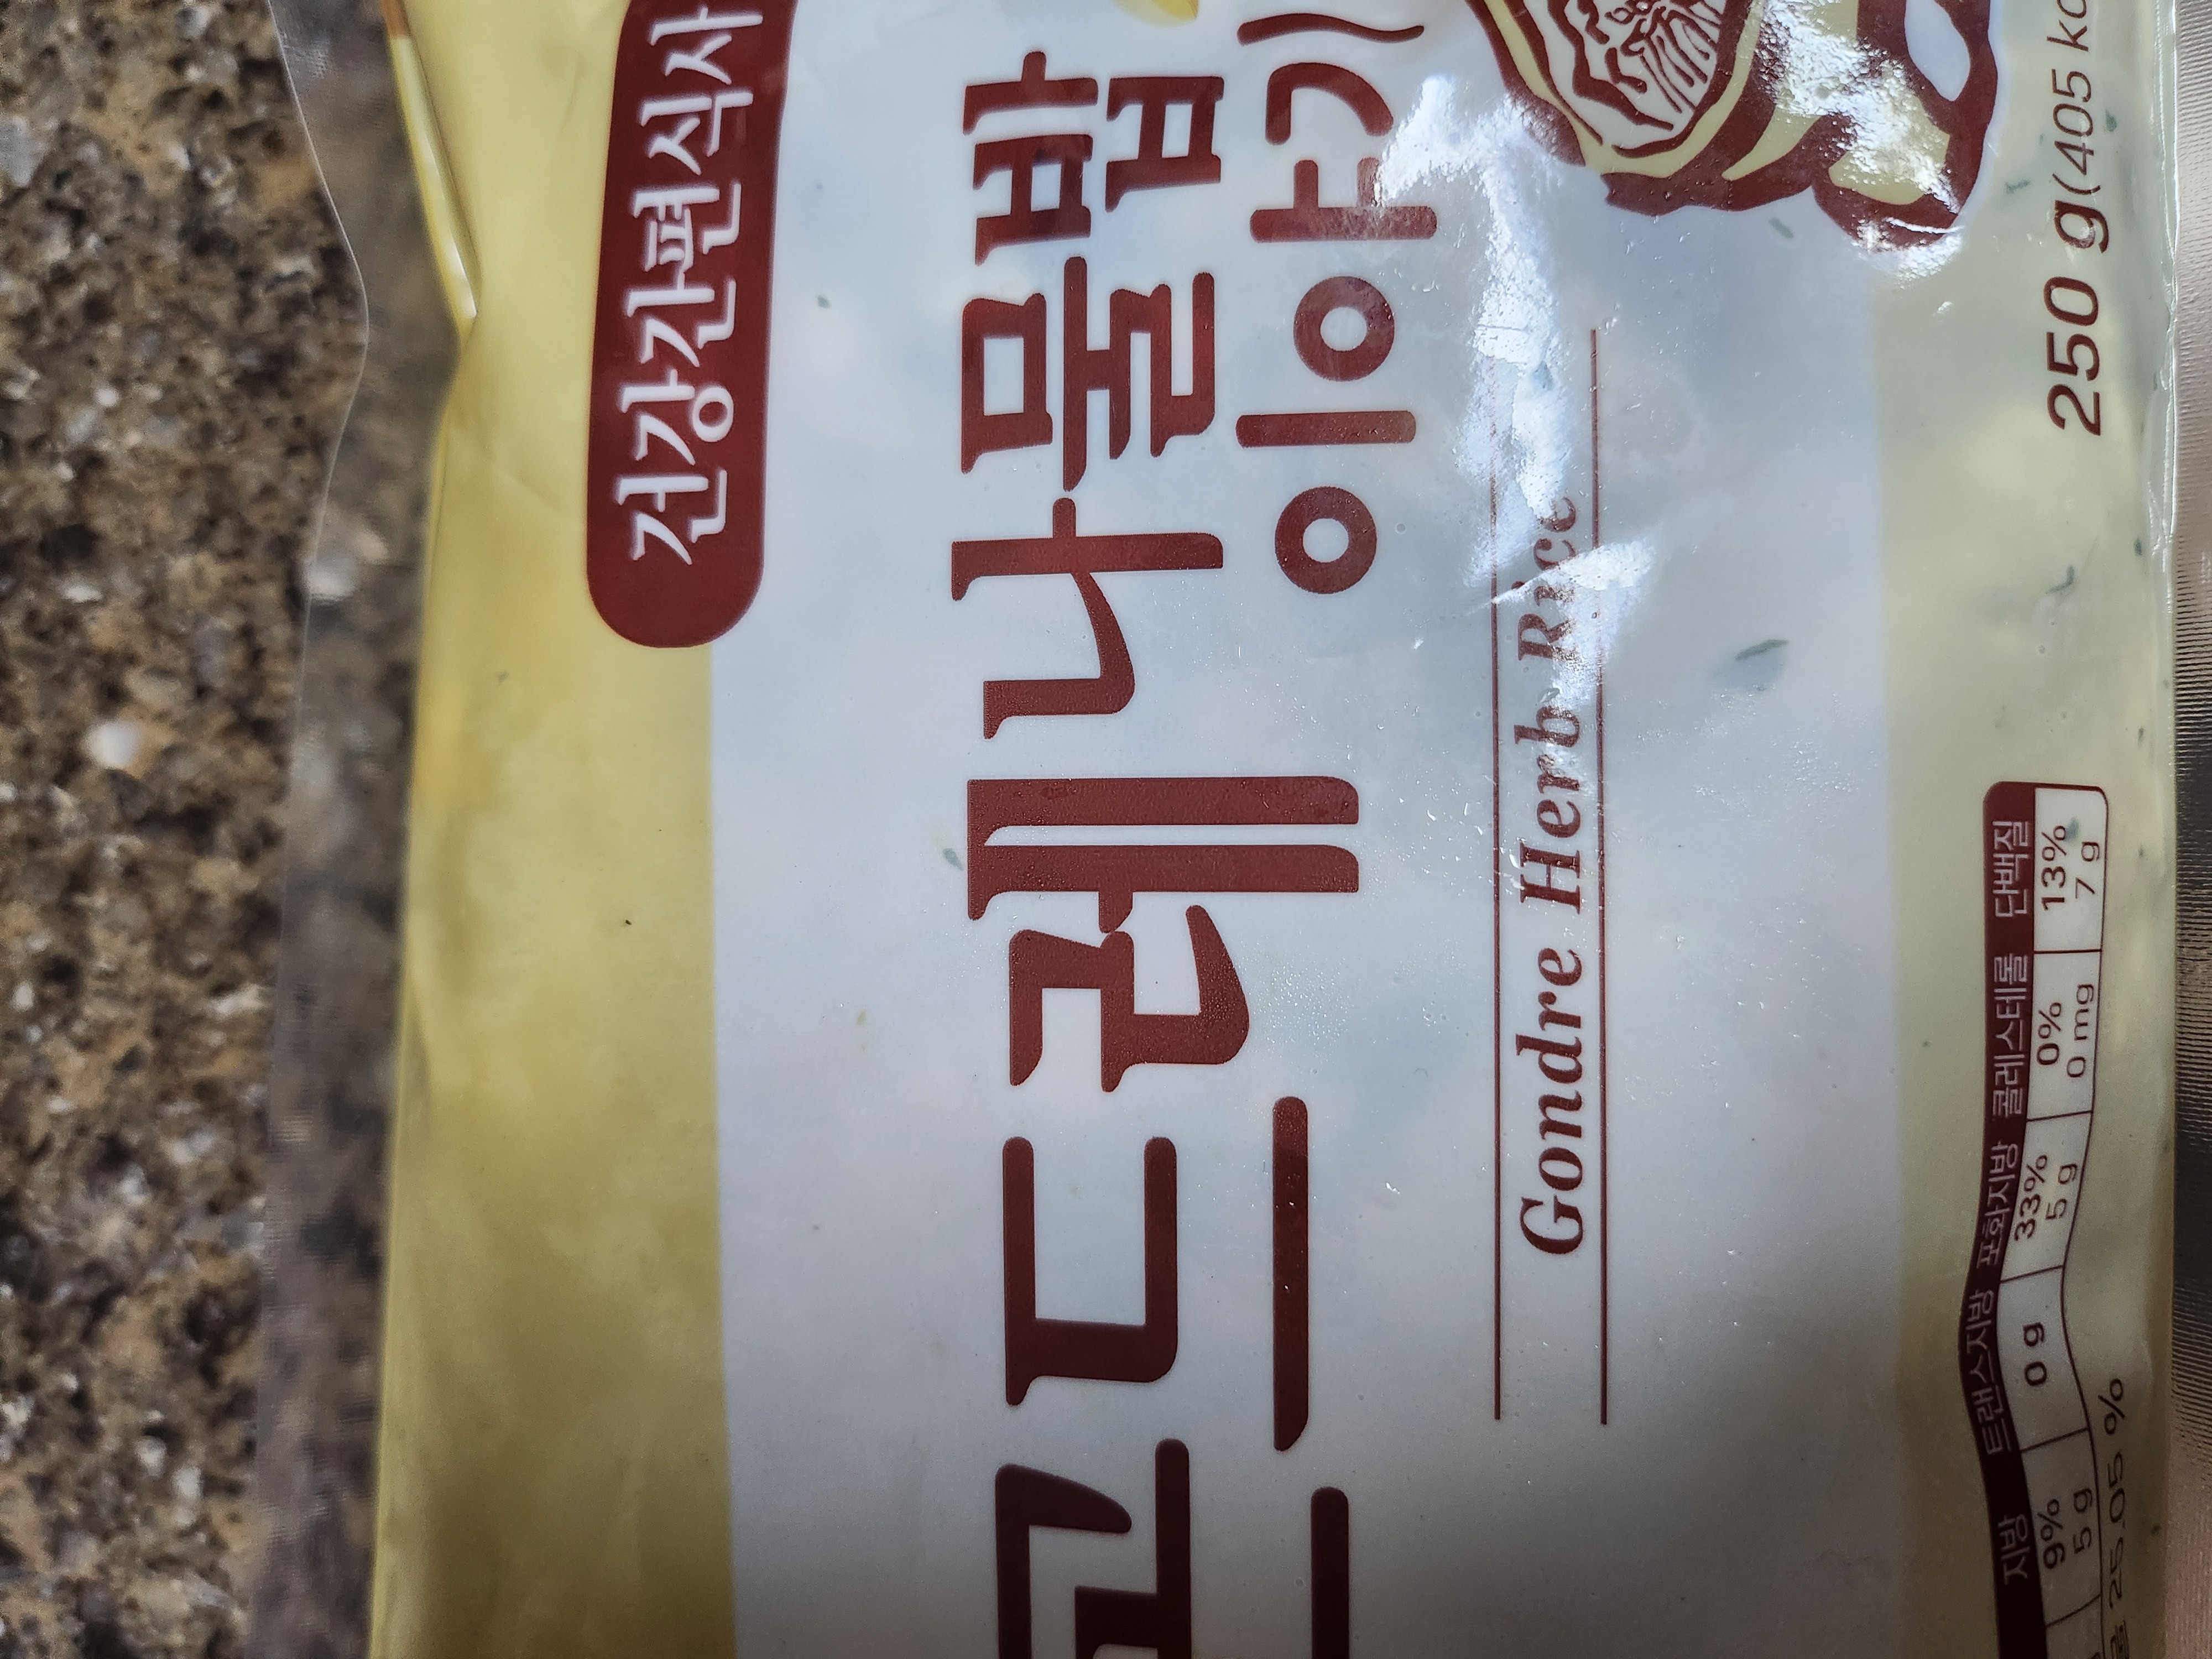 건강간편식사
곤드레나물밥
이야기
Gondre Herb Rice
250 g(405 kc
지방 트랜스지방 포화지방 콜레스테롤 단백질
9% 0 g 33% 0% 13%
5 g 5 g 0 mg 7 g
25.05 %